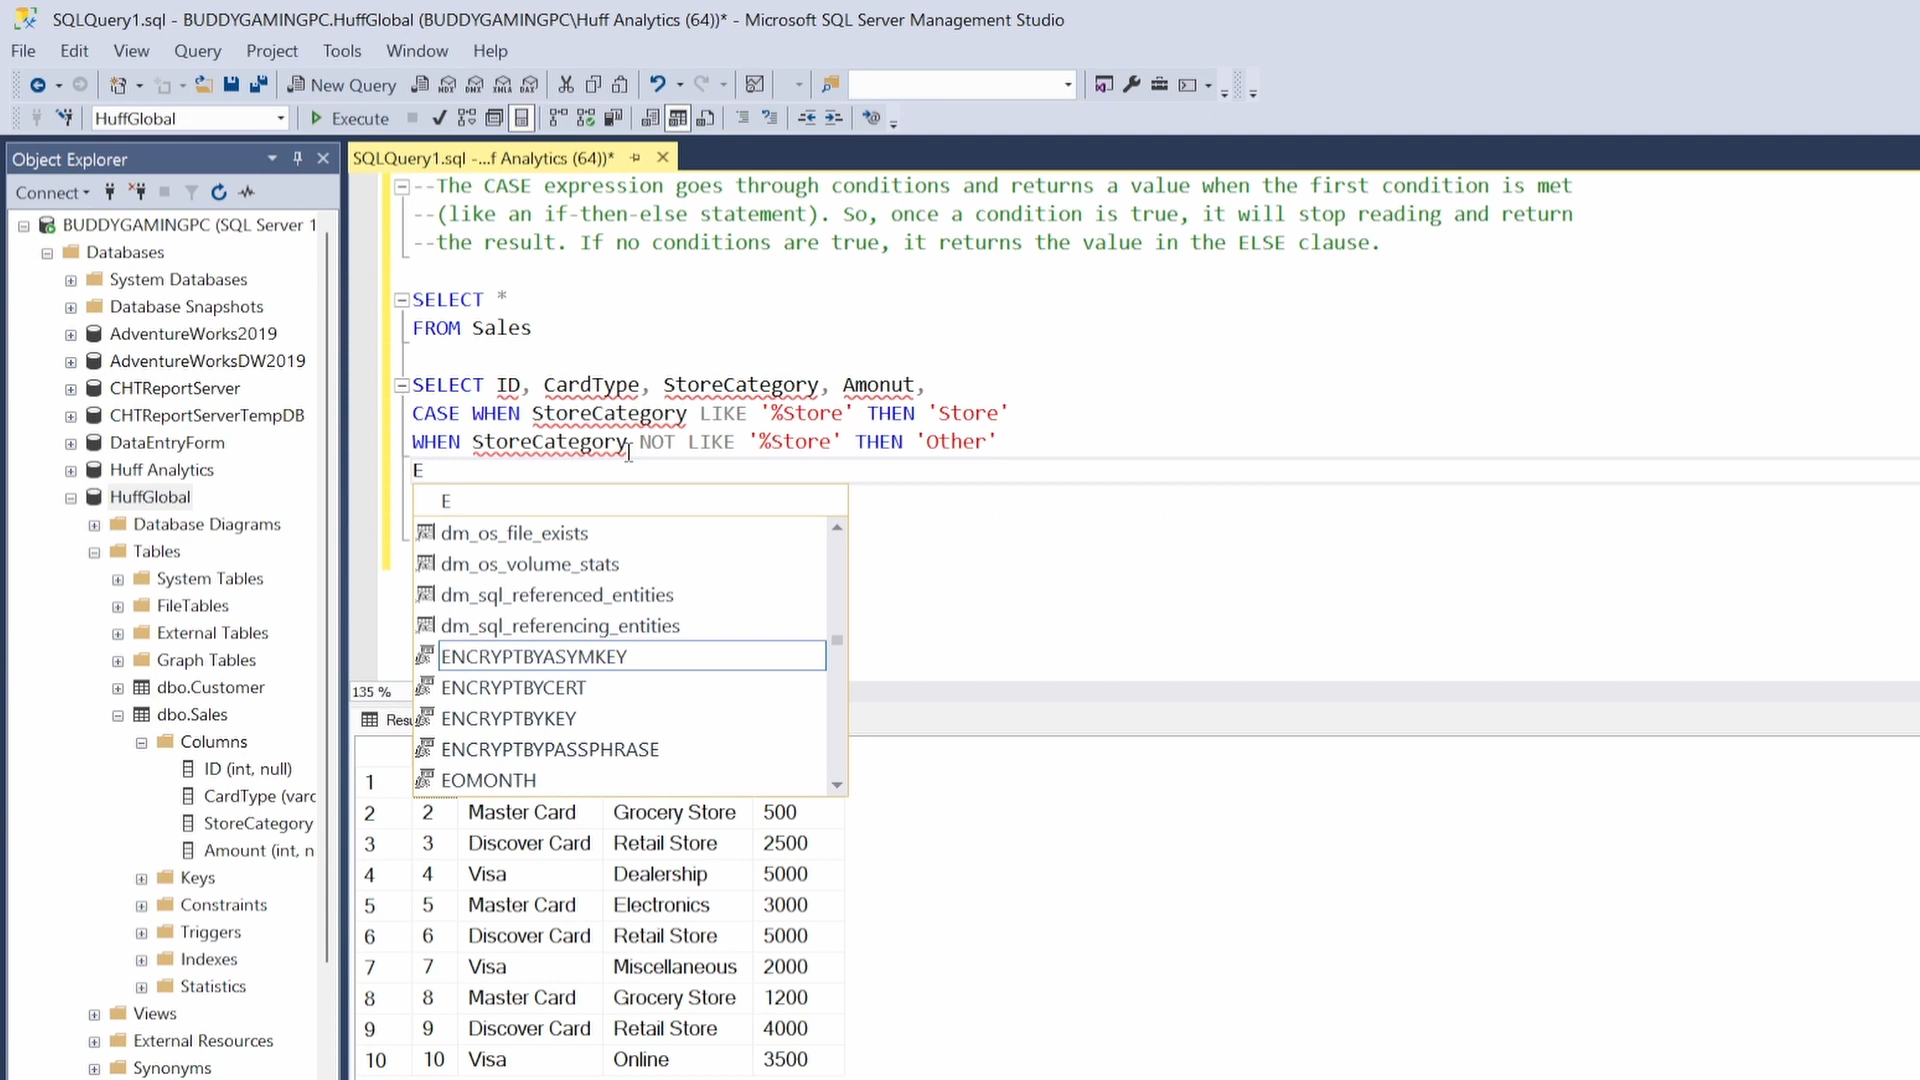 SQLQuery1.sql - BUDDYGAMINGPC.HuffGlobal (BUDDYGAMINGPC\Huff Analytics (64))* - Microsoft SQL Server Management Studio
File Edit View Query Project Tools Window Help
New Query MDX DMX XMLA DAX
HuffGlobal Execute
Object Explorer
Connect
BUDDYGAMINGPC (SQL Server 1
Databases
System Databases
Database Snapshots
AdventureWorks2019
AdventureWorksDW2019
CHTReportServer
CHTReportServerTempDB
DataEntryForm
Huff Analytics
HuffGlobal
Database Diagrams
Tables
System Tables
FileTables
External Tables
Graph Tables
dbo.Customer
dbo.Sales
Columns
ID (int, null)
CardType (varc
StoreCategory
Amount (int, n
Keys
Constraints
Triggers
Indexes
Statistics
Views
External Resources
Synonyms
SQLQuery1.sql -...f Analytics (64))*
--The CASE expression goes through conditions and returns a value when the first condition is met
--(like an if-then-else statement). So, once a condition is true, it will stop reading and return
--the result. If no conditions are true, it returns the value in the ELSE clause.
SELECT *
FROM Sales
SELECT ID, CardType, StoreCategory, Amonut,
CASE WHEN StoreCategory LIKE '%Store' THEN 'Store'
WHEN StoreCategory NOT LIKE '%Store' THEN 'Other'
E
E
dm_os_file_exists
dm_os_volume_stats
dm_sql_referenced_entities
dm_sql_referencing_entities
ENCRYPTBYASYMKEY
ENCRYPTBYCERT
ENCRYPTBYKEY
ENCRYPTBYPASSPHRASE
EOMONTH
135 %
Resu
1
2 2 Master Card Grocery Store 500
3 3 Discover Card Retail Store 2500
4 4 Visa Dealership 5000
5 5 Master Card Electronics 3000
6 6 Discover Card Retail Store 5000
7 7 Visa Miscellaneous 2000
8 8 Master Card Grocery Store 1200
9 9 Discover Card Retail Store 4000
10 10 Visa Online 3500